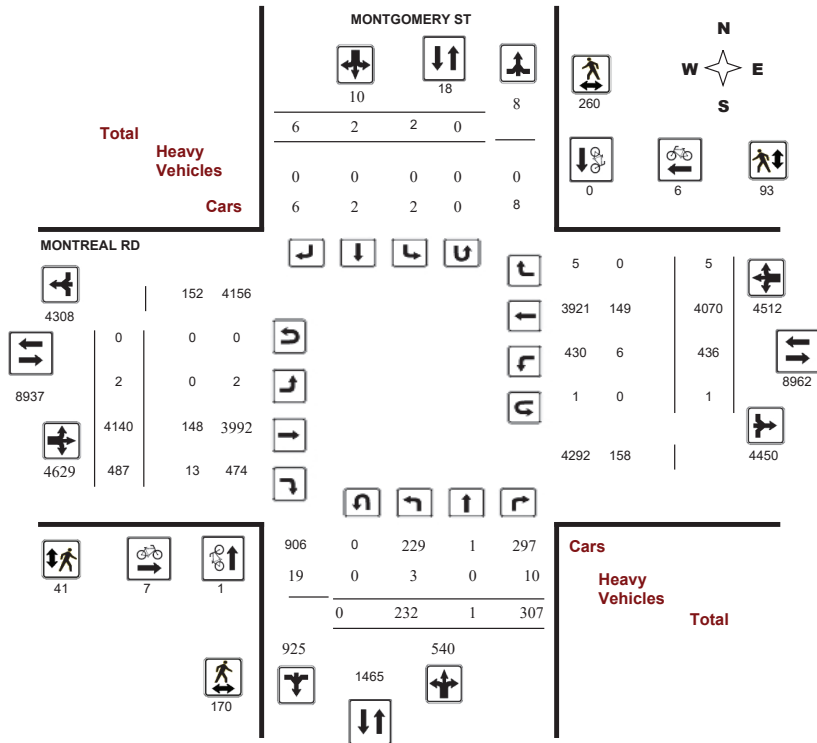 MONTGOMERY ST
N
W E
S
10 18 8 260
Total 6 2 2 0
Heavy
Vehicles
0 0 0 0 0
0 6 93
Cars 6 2 2 0 8
MONTREAL RD
152 4156
4308
5 0 5
3921 149 4070 4512
0 0 0
430 6 436
8937
8962
2 0 2
1 0 1
4140 148 3992
4292 158 4450
4629
487 13 474
906 0 229 1 297 Cars
19 0 3 0 10 Heavy
Vehicles
41 7 1
0 232 1 307 Total
925 540
1465
170